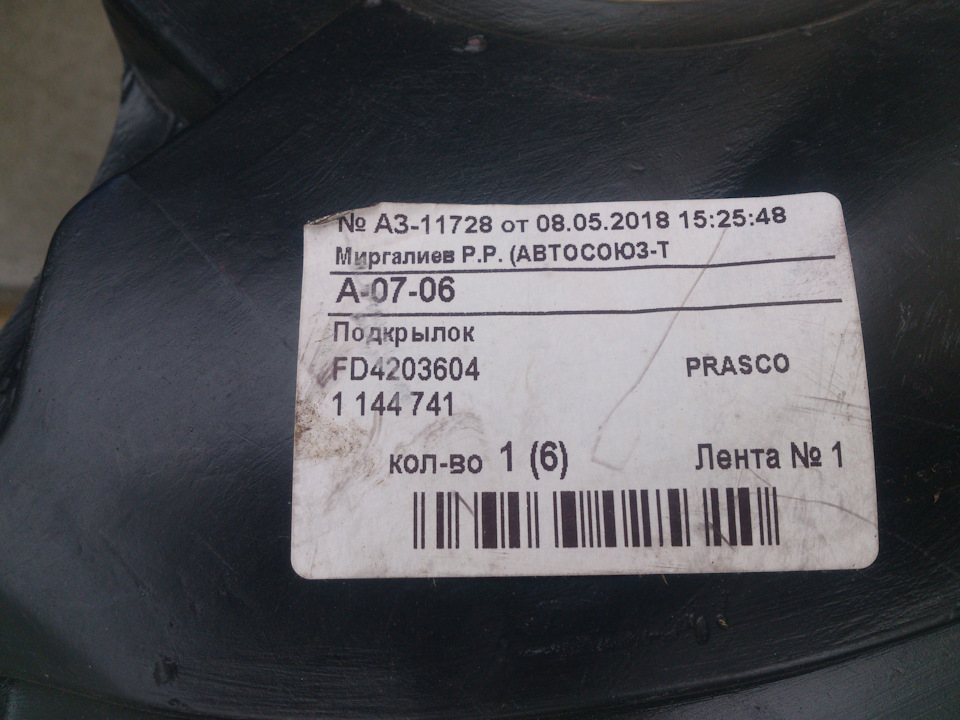 № АЗ-11728 от 08.05.2018 15:25:48
Миргалиев Р.Р. (АВТОСОЮЗ-Т
А-07-06
Подкрылок
FD4203604 PRASCO
1 144 741
кол-во 1 (6) Лента № 1